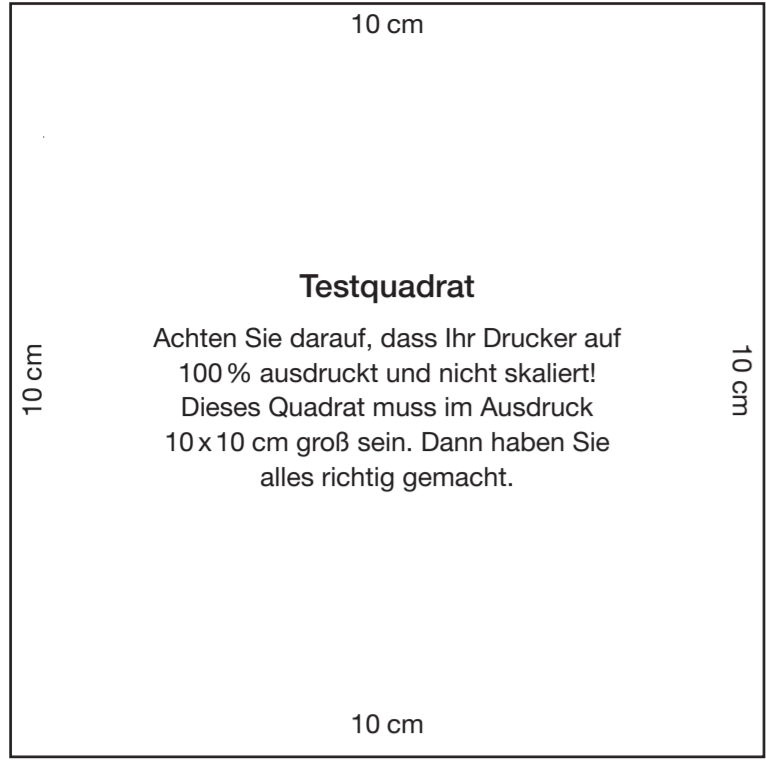 10 cm
Testquadrat
Achten Sie darauf, dass Ihr Drucker auf
100 % ausdruckt und nicht skaliert!
Dieses Quadrat muss im Ausdruck
10 x 10 cm groß sein. Dann haben Sie
alles richtig gemacht.
10 cm
10 cm
10 cm